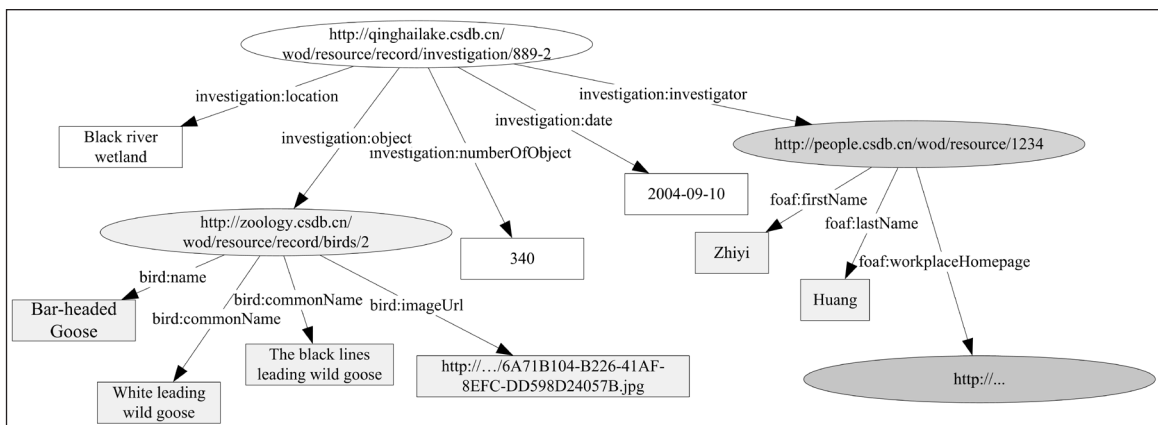 http://qinghailake.csdb.cn/
wod/resource/record/investigation/889-2
investigation:location
investigation:investigator
investigation:date
investigation:object
investigation:numberOfObject
Black river
wetland
http://people.csdb.cn/wod/resource/1234
2004-09-10
foaf:firstName
foaf:lastName
http://zoology.csdb.cn/
wod/resource/record/birds/2
340
Zhiyi
foaf:workplaceHomepage
bird:name
bird:commonName
bird:imageUrl
bird:commonName
Huang
Bar-headed
Goose
The black lines
leading wild goose
http://…/6A71B104-B226-41AF-
8EFC-DD598D24057B.jpg
http://...
White leading
wild goose